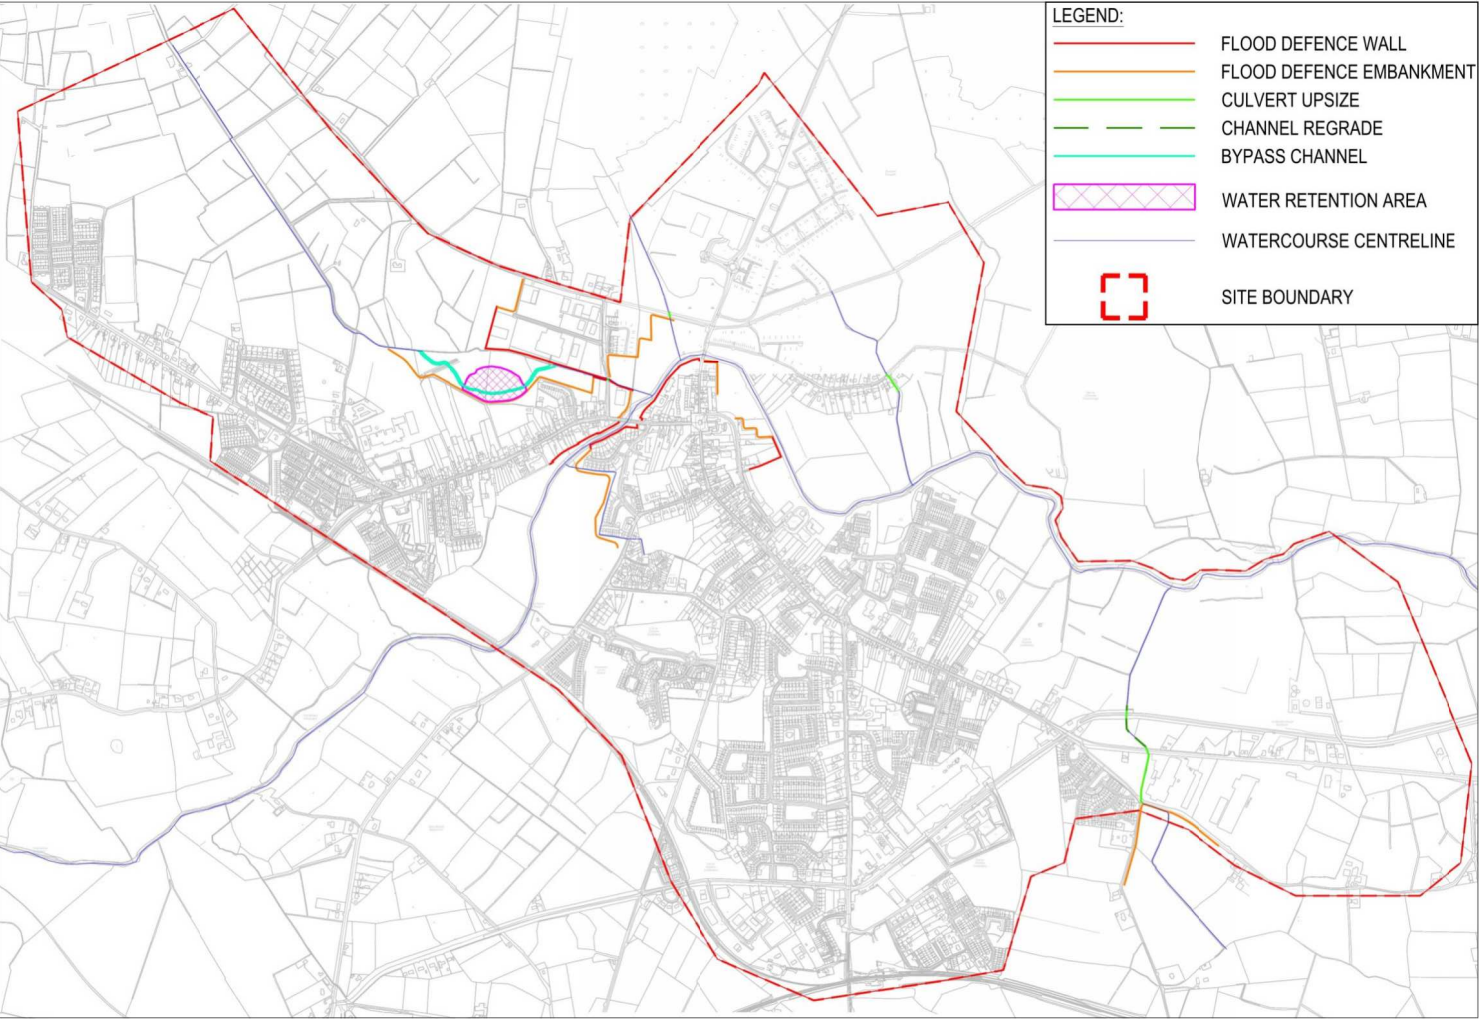 LEGEND:
FLOOD DEFENCE WALL
FLOOD DEFENCE EMBANKMENT
CULVERT UPSIZE
CHANNEL REGRADE
BYPASS CHANNEL
WATER RETENTION AREA
WATERCOURSE CENTRELINE
SITE BOUNDARY